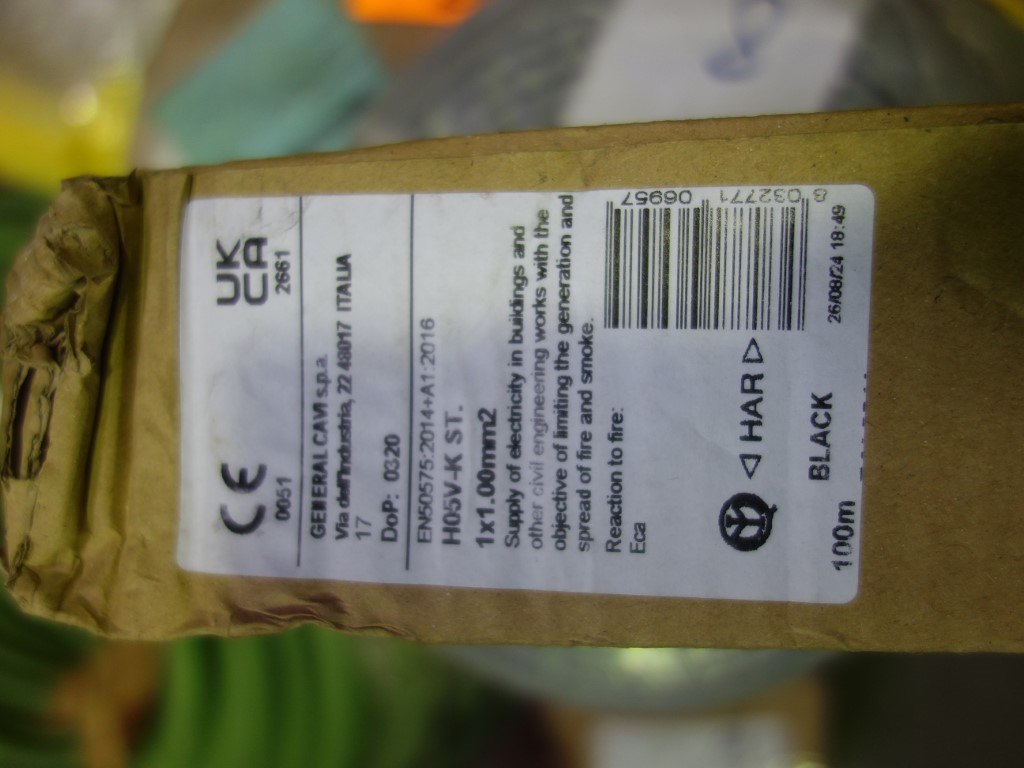 CE
0051
UK
CA
2661
GENERAL CAVI s.p.a
Via dell'Industria, 22 48017 ITALIA
17
DoP: 0320
EN50575:2014+A1:2016
H05V-K ST.
1x1.00mm2
Supply of electricity in buildings and
other civil engineering works with the
objective of limiting the generation and
spread of fire and smoke.
Reaction to fire:
Eca
HAR
8 032771 06957
BLACK
26/08/24 18:49
100m